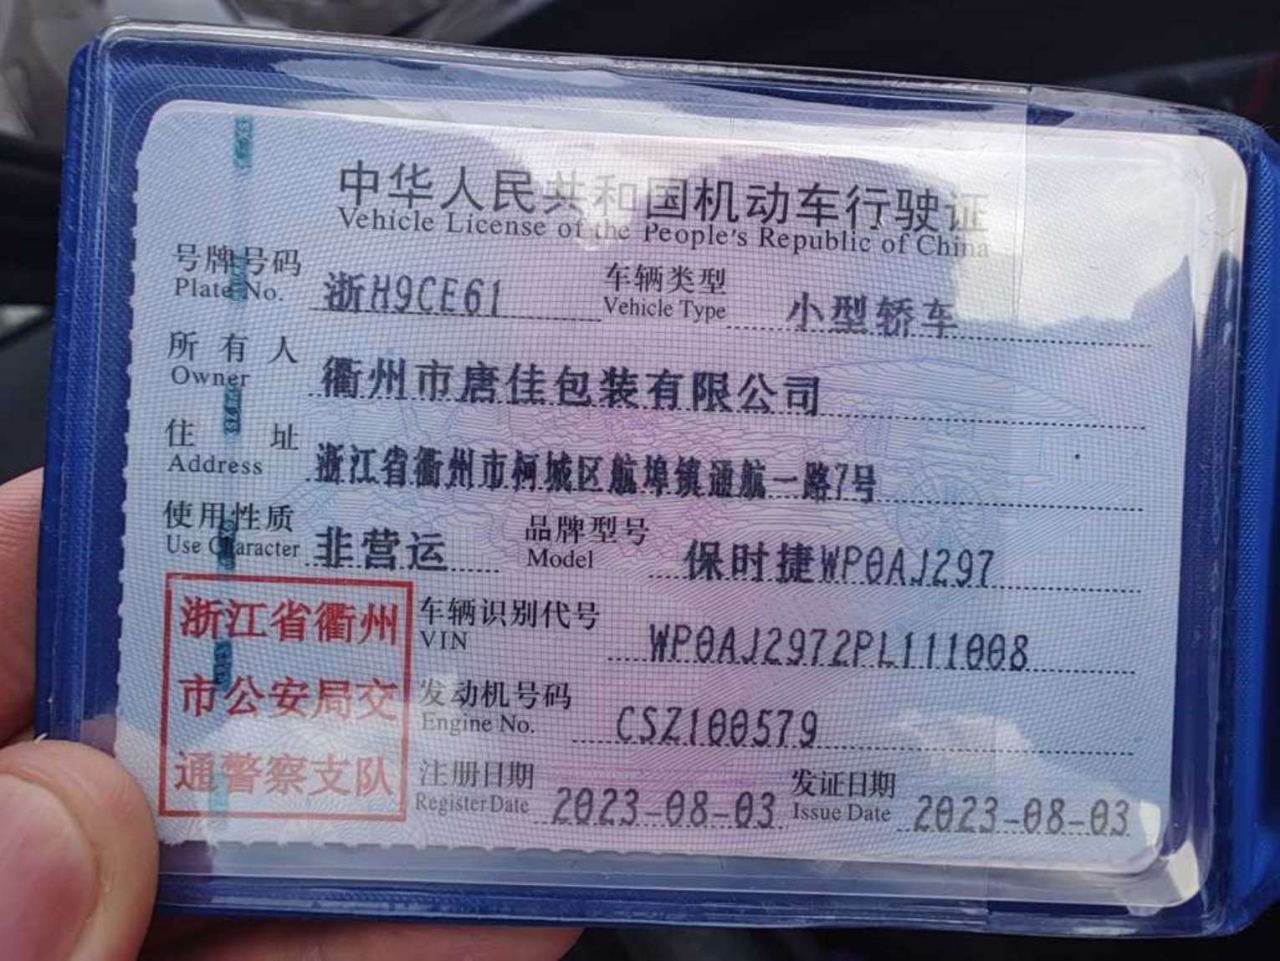 中华人民共和国机动车行驶证
Vehicle License of the People's Republic of China
号牌号码 浙H9CE61 车辆类型 小型轿车
Plate No. Vehicle Type
所有人 衢州市唐佳包装有限公司
Owner
住址 浙江省衢州市柯城区航埠镇通航一路7号
Address
使用性质 非营运 品牌型号 保时捷WP0AJ297
Use Character Model
浙江省衢州
市公安局交
通警察支队
车辆识别代号 WP0AJ2972PL111008
VIN
发动机号码 CSZ100579
Engine No.
注册日期 2023-08-03 发证日期 2023-08-03
Register Date Issue Date